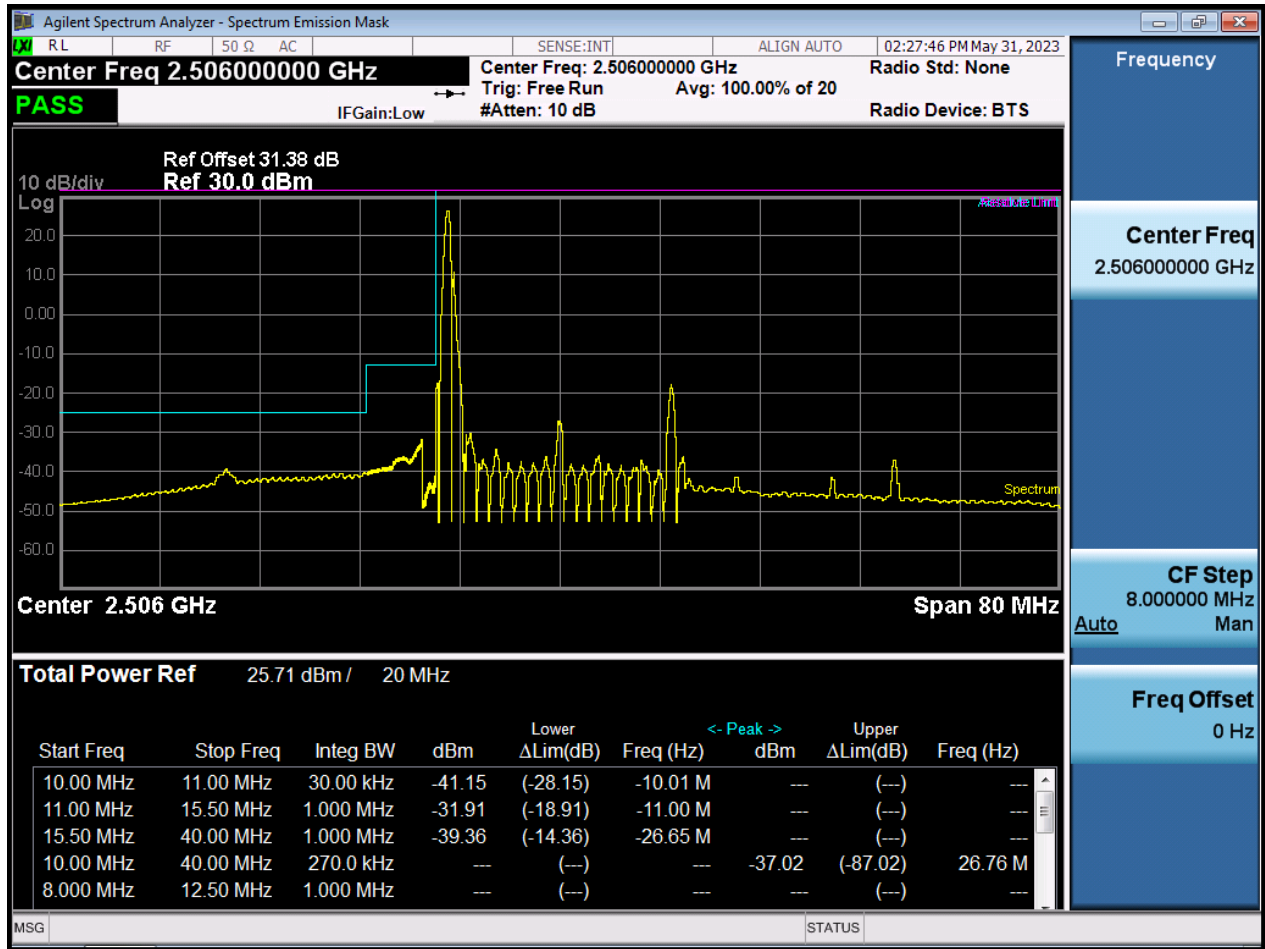 Agilent Spectrum Analyzer - Spectrum Emission Mask
LXI RL RF 50 Ω AC SENSE:INT ALIGN AUTO 02:27:46 PM May 31, 2023
Center Freq 2.506000000 GHz
PASS
IFGain:Low
Center Freq: 2.506000000 GHz
Trig: Free Run Avg: 100.00% of 20
#Atten: 10 dB
Radio Std: None
Radio Device: BTS
Ref Offset 31.38 dB
10 dB/div Ref 30.0 dBm
Log
Limit
20.0
10.0
0.00
-10.0
-20.0
-30.0
-40.0
-50.0
-60.0
Spectrum
Center 2.506 GHz Span 80 MHz
Total Power Ref 25.71 dBm / 20 MHz
Lower <- Peak -> Upper
Start Freq Stop Freq Integ BW dBm ΔLim(dB) Freq (Hz) dBm ΔLim(dB) Freq (Hz)
10.00 MHz 11.00 MHz 30.00 kHz -41.15 (-28.15) -10.01 M --- (---) ---
11.00 MHz 15.50 MHz 1.000 MHz -31.91 (-18.91) -11.00 M --- (---) ---
15.50 MHz 40.00 MHz 1.000 MHz -39.36 (-14.36) -26.65 M --- (---) ---
10.00 MHz 40.00 MHz 270.0 kHz --- (---) --- -37.02 (-87.02) 26.76 M
8.000 MHz 12.50 MHz 1.000 MHz --- (---) --- --- (---) ---
MSG STATUS
Frequency
Center Freq
2.506000000 GHz
CF Step
8.000000 MHz
Auto Man
Freq Offset
0 Hz